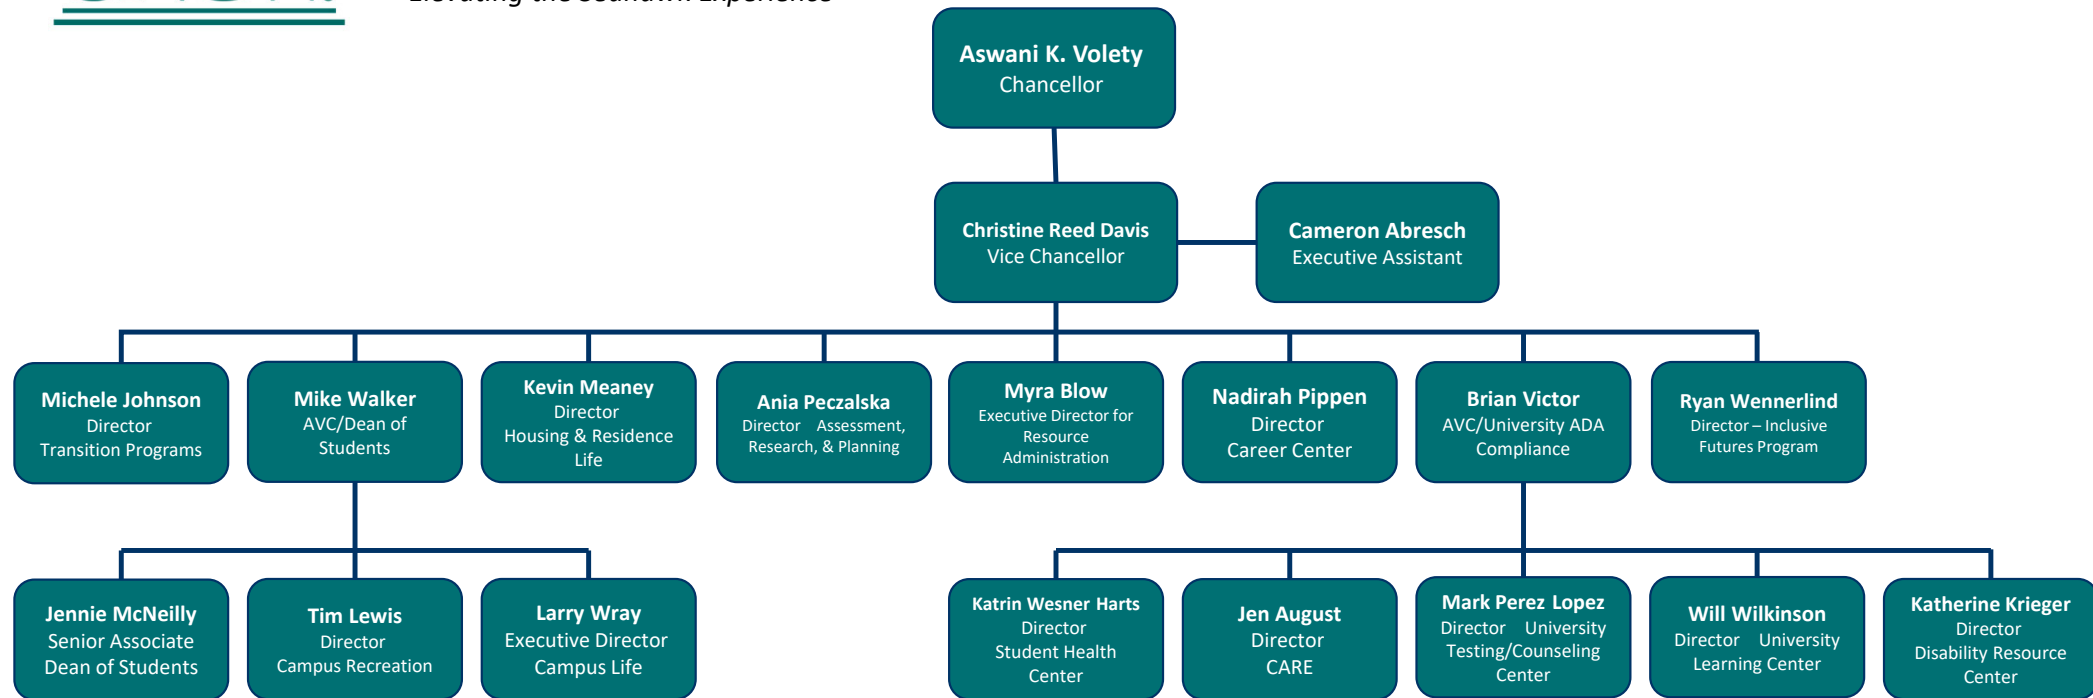 Elevating the Seahawk Experience
Aswani K. Volety
Chancellor
Christine Reed Davis
Vice Chancellor
Cameron Abresch
Executive Assistant
Michele Johnson
Director
Transition Programs
Mike Walker
AVC/Dean of
Students
Kevin Meaney
Director
Housing & Residence
Life
Ania Peczalska
Director Assessment,
Research, & Planning
Myra Blow
Executive Director for
Resource
Administration
Nadirah Pippen
Director
Career Center
Brian Victor
AVC/University ADA
Compliance
Ryan Wennerlind
Director – Inclusive
Futures Program
Jennie McNeilly
Senior Associate
Dean of Students
Tim Lewis
Director
Campus Recreation
Larry Wray
Executive Director
Campus Life
Katrin Wesner Harts
Director
Student Health
Center
Jen August
Director
CARE
Mark Perez Lopez
Director University
Testing/Counseling
Center
Will Wilkinson
Director University
Learning Center
Katherine Krieger
Director
Disability Resource
Center